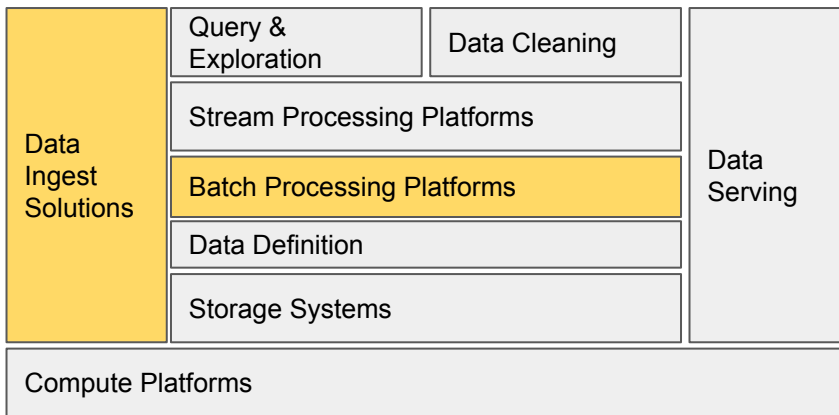 Query &
Exploration
Data Cleaning
Stream Processing Platforms
Data
Ingest
Solutions
Batch Processing Platforms
Data
Serving
Data Definition
Storage Systems
Compute Platforms